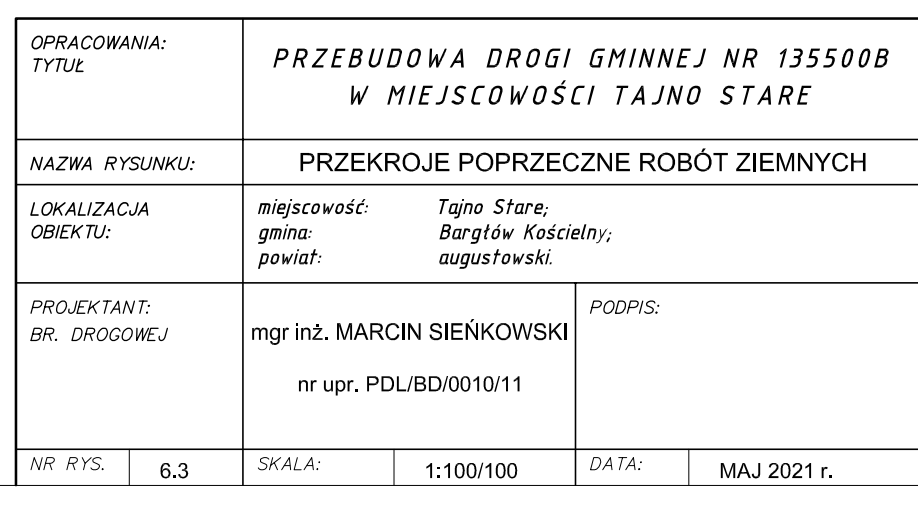 OPRACOWANIA:
TYTUŁ
PRZEBUDOWA DROGI GMINNEJ NR 135500B
W MIEJSCOWOŚCI TAJNO STARE
NAZWA RYSUNKU:
PRZEKROJE POPRZECZNE ROBÓT ZIEMNYCH
LOKALIZACJA
OBIEKTU:
miejscowość: Tajno Stare;
gmina: Bargłów Kościelny;
powiat: augustowski.
PROJEKTANT:
BR. DROGOWEJ
mgr inż. MARCIN SIEŃKOWSKI
nr upr. PDL/BD/0010/11
PODPIS:
NR RYS. 6.3 SKALA: 1:100/100 DATA: MAJ 2021 r.